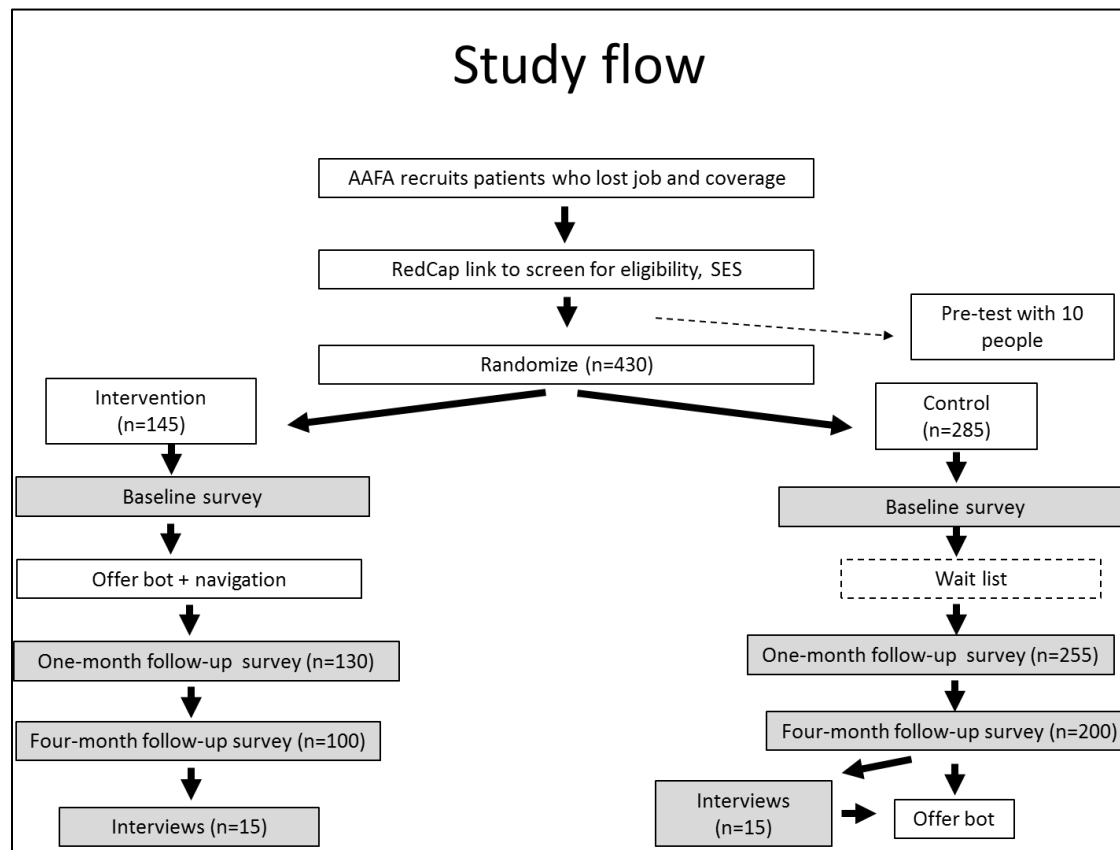 Study flow
AAFA recruits patients who lost job and coverage
RedCap link to screen for eligibility, SES
Pre-test with 10
people
Randomize (n=430)
Intervention
(n=145)
Control
(n=285)
Baseline survey
Baseline survey
Offer bot + navigation
Wait list
One-month follow-up survey (n=130)
One-month follow-up survey (n=255)
Four-month follow-up survey (n=100)
Four-month follow-up survey (n=200)
Interviews (n=15)
Interviews
(n=15)
Offer bot